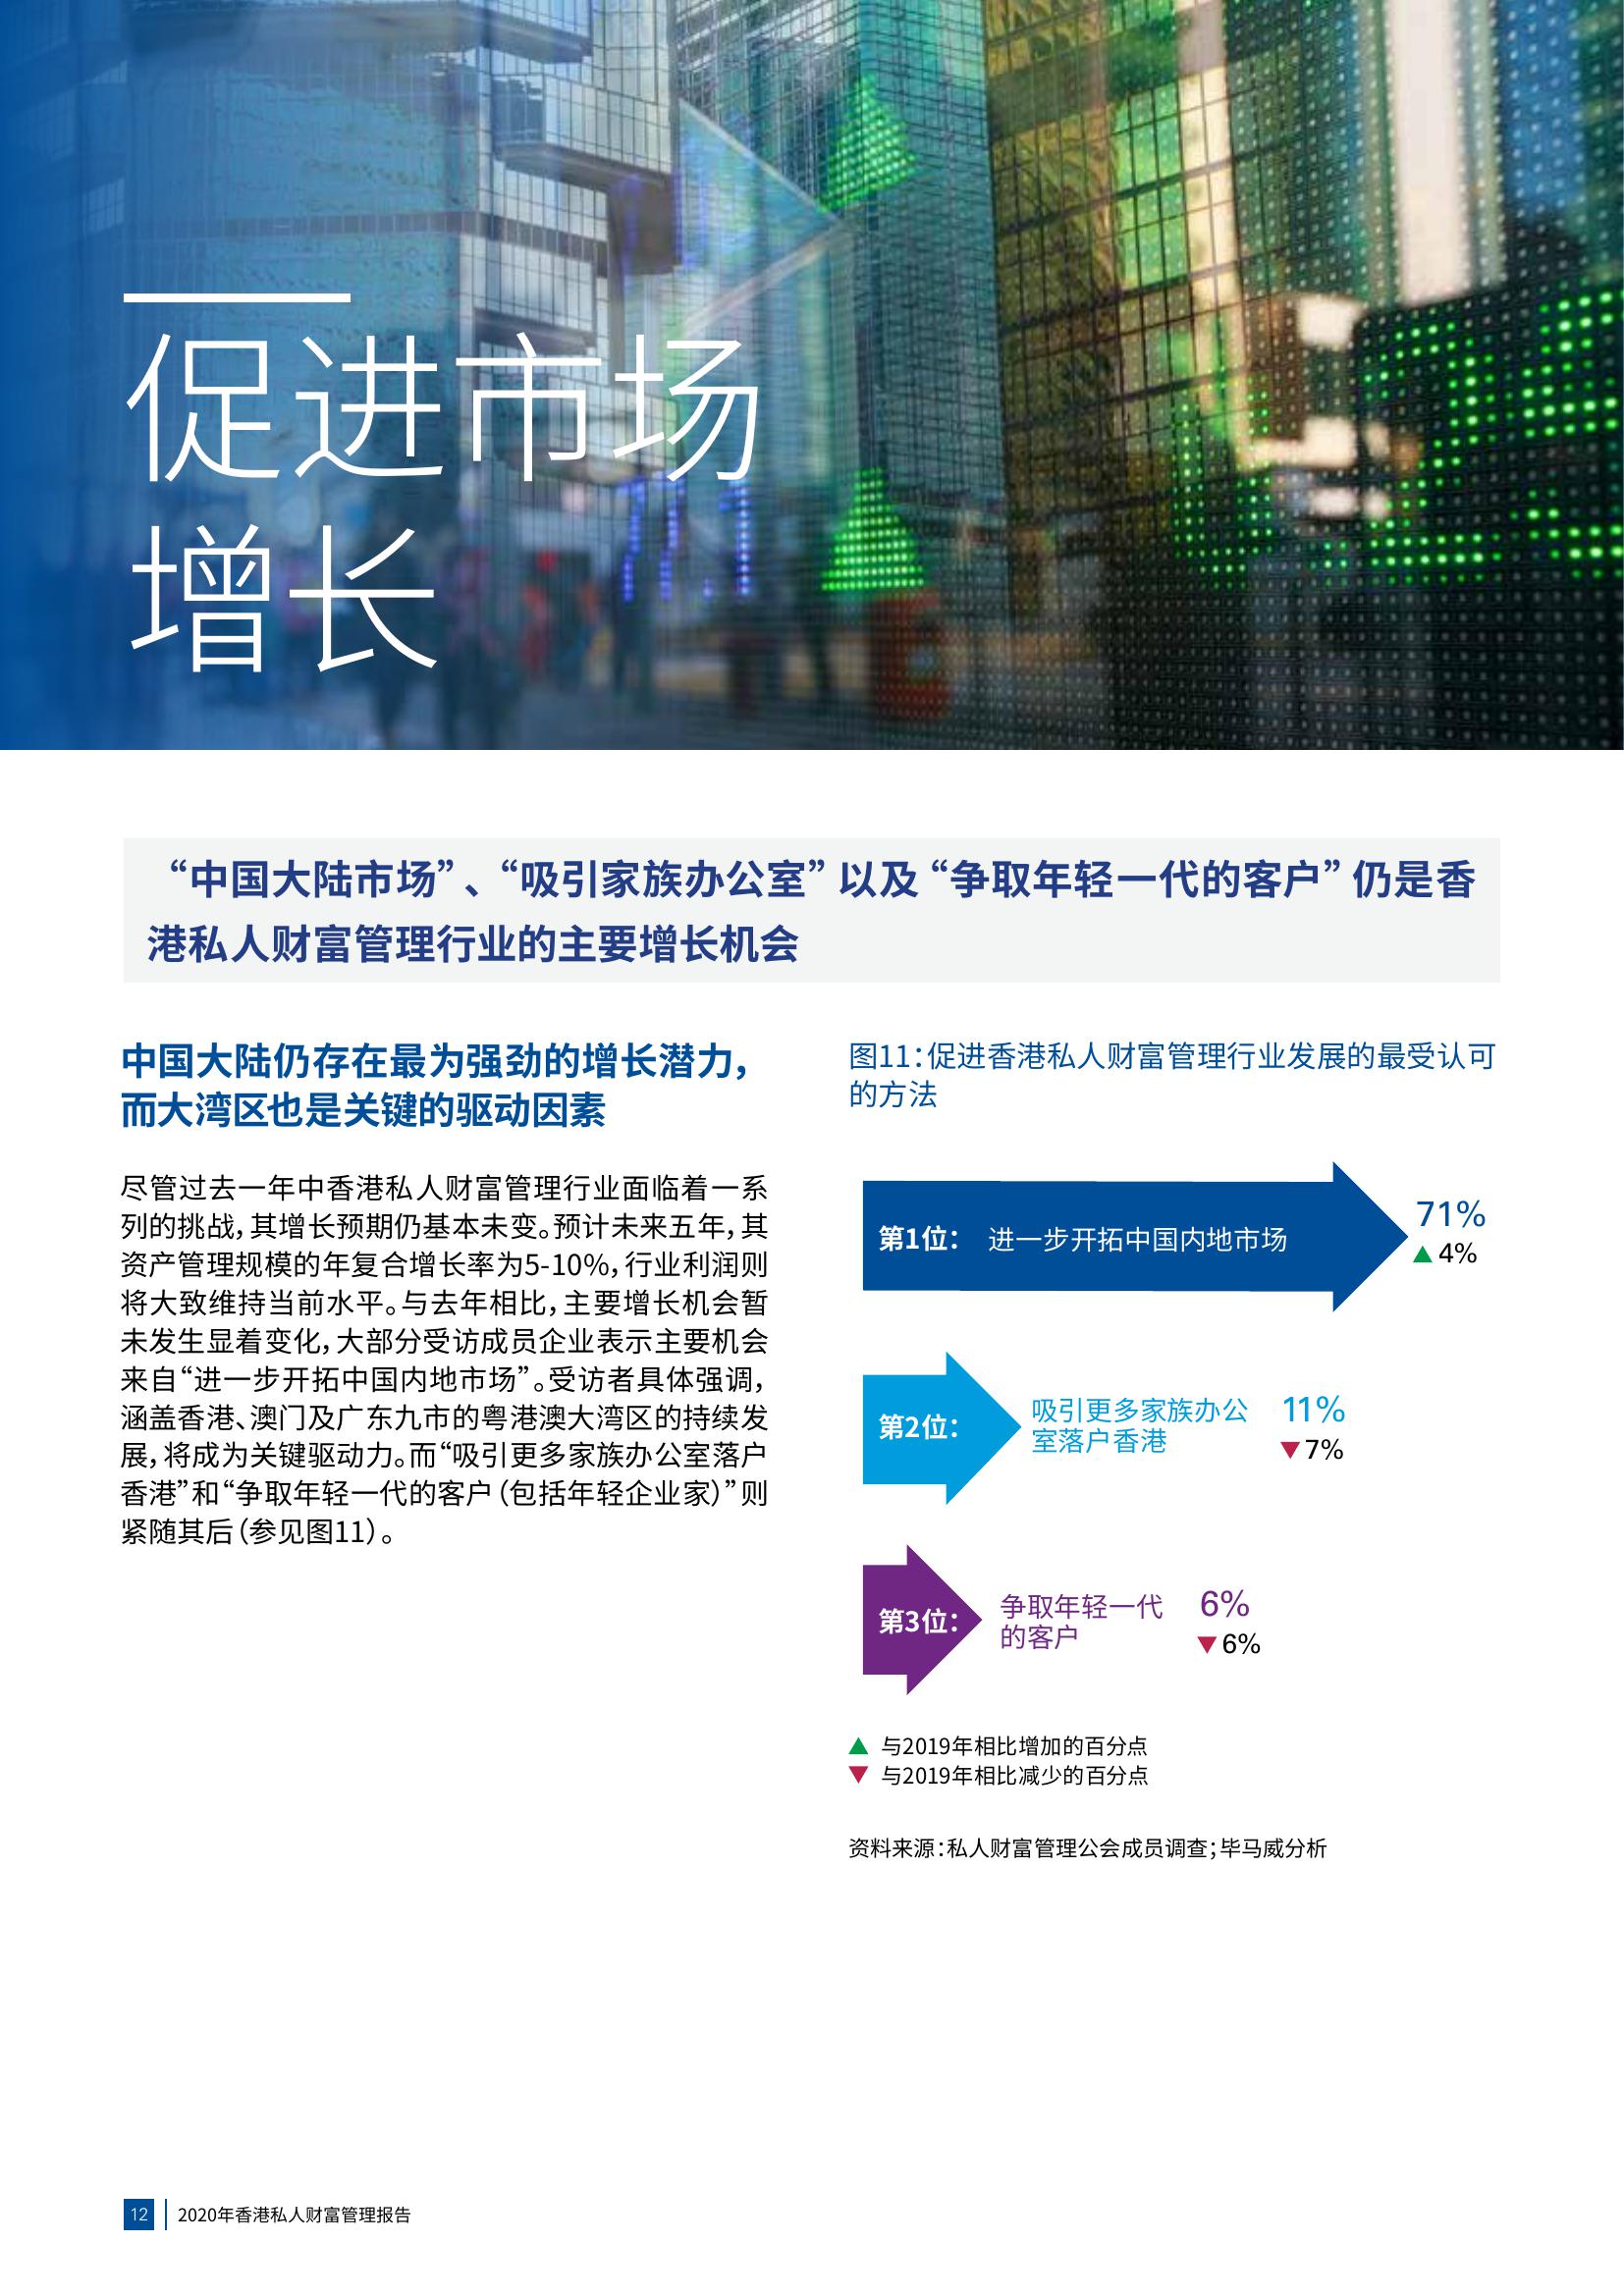 促进市场
增长
“中国大陆市场”、“吸引家族办公室”以及“争取年轻一代的客户”仍是香
港私人财富管理行业的主要增长机会
中国大陆仍存在最为强劲的增长潜力，
而大湾区也是关键的驱动因素
尽管过去一年中香港私人财富管理行业面临着一系
列的挑战，其增长预期仍基本未变。预计未来五年，其
资产管理规模的年复合增长率为5-10%，行业利润则
将大致维持当前水平。与去年相比，主要增长机会暂
未发生显着变化，大部分受访成员企业表示主要机会
来自“进一步开拓中国内地市场”。受访者具体强调，
涵盖香港、澳门及广东九市的粤港澳大湾区的持续发
展，将成为关键驱动力。而“吸引更多家族办公室落户
香港”和“争取年轻一代的客户（包括年轻企业家）”则
紧随其后（参见图11）。
图11：促进香港私人财富管理行业发展的最受认可
的方法
第1位： 进一步开拓中国内地市场
71%
▲ 4%
第2位：
吸引更多家族办公
室落户香港
11%
▼ 7%
第3位：
争取年轻一代
的客户
6%
▼ 6%
▲ 与2019年相比增加的百分点
▼ 与2019年相比减少的百分点
资料来源：私人财富管理公会成员调查；毕马威分析
12 2020年香港私人财富管理报告